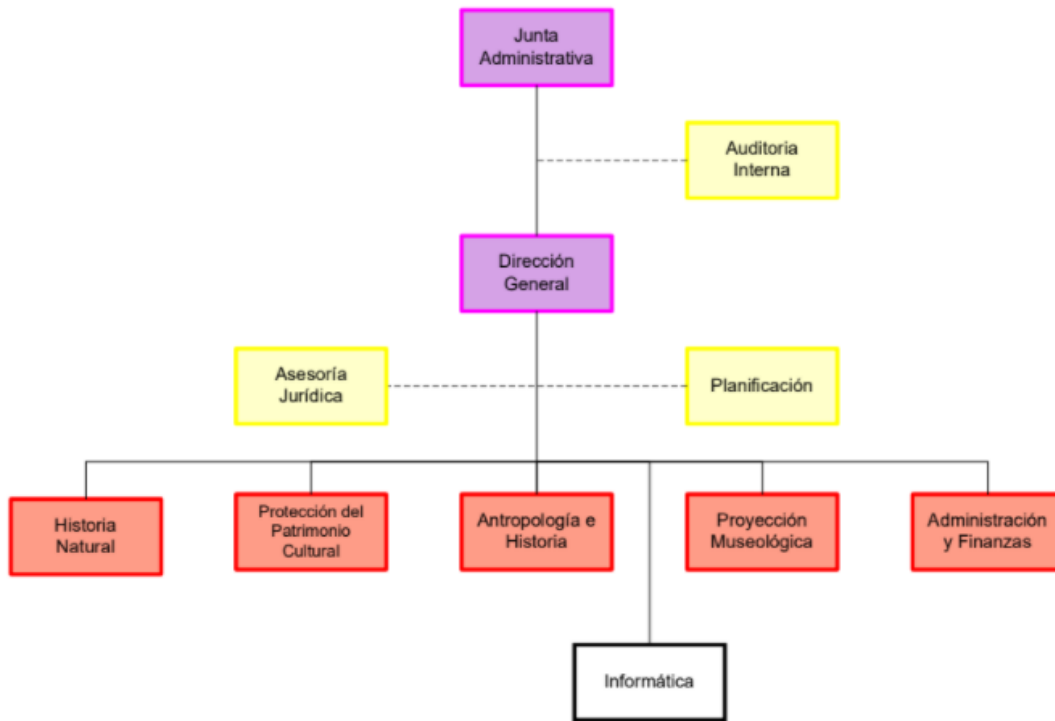 Junta
Administrativa
Auditoria
Interna
Dirección
General
Asesoría
Jurídica
Planificación
Historia
Natural
Protección del
Patrimonio
Cultural
Antropología e
Historia
Proyección
Museológica
Administración
y Finanzas
Informática